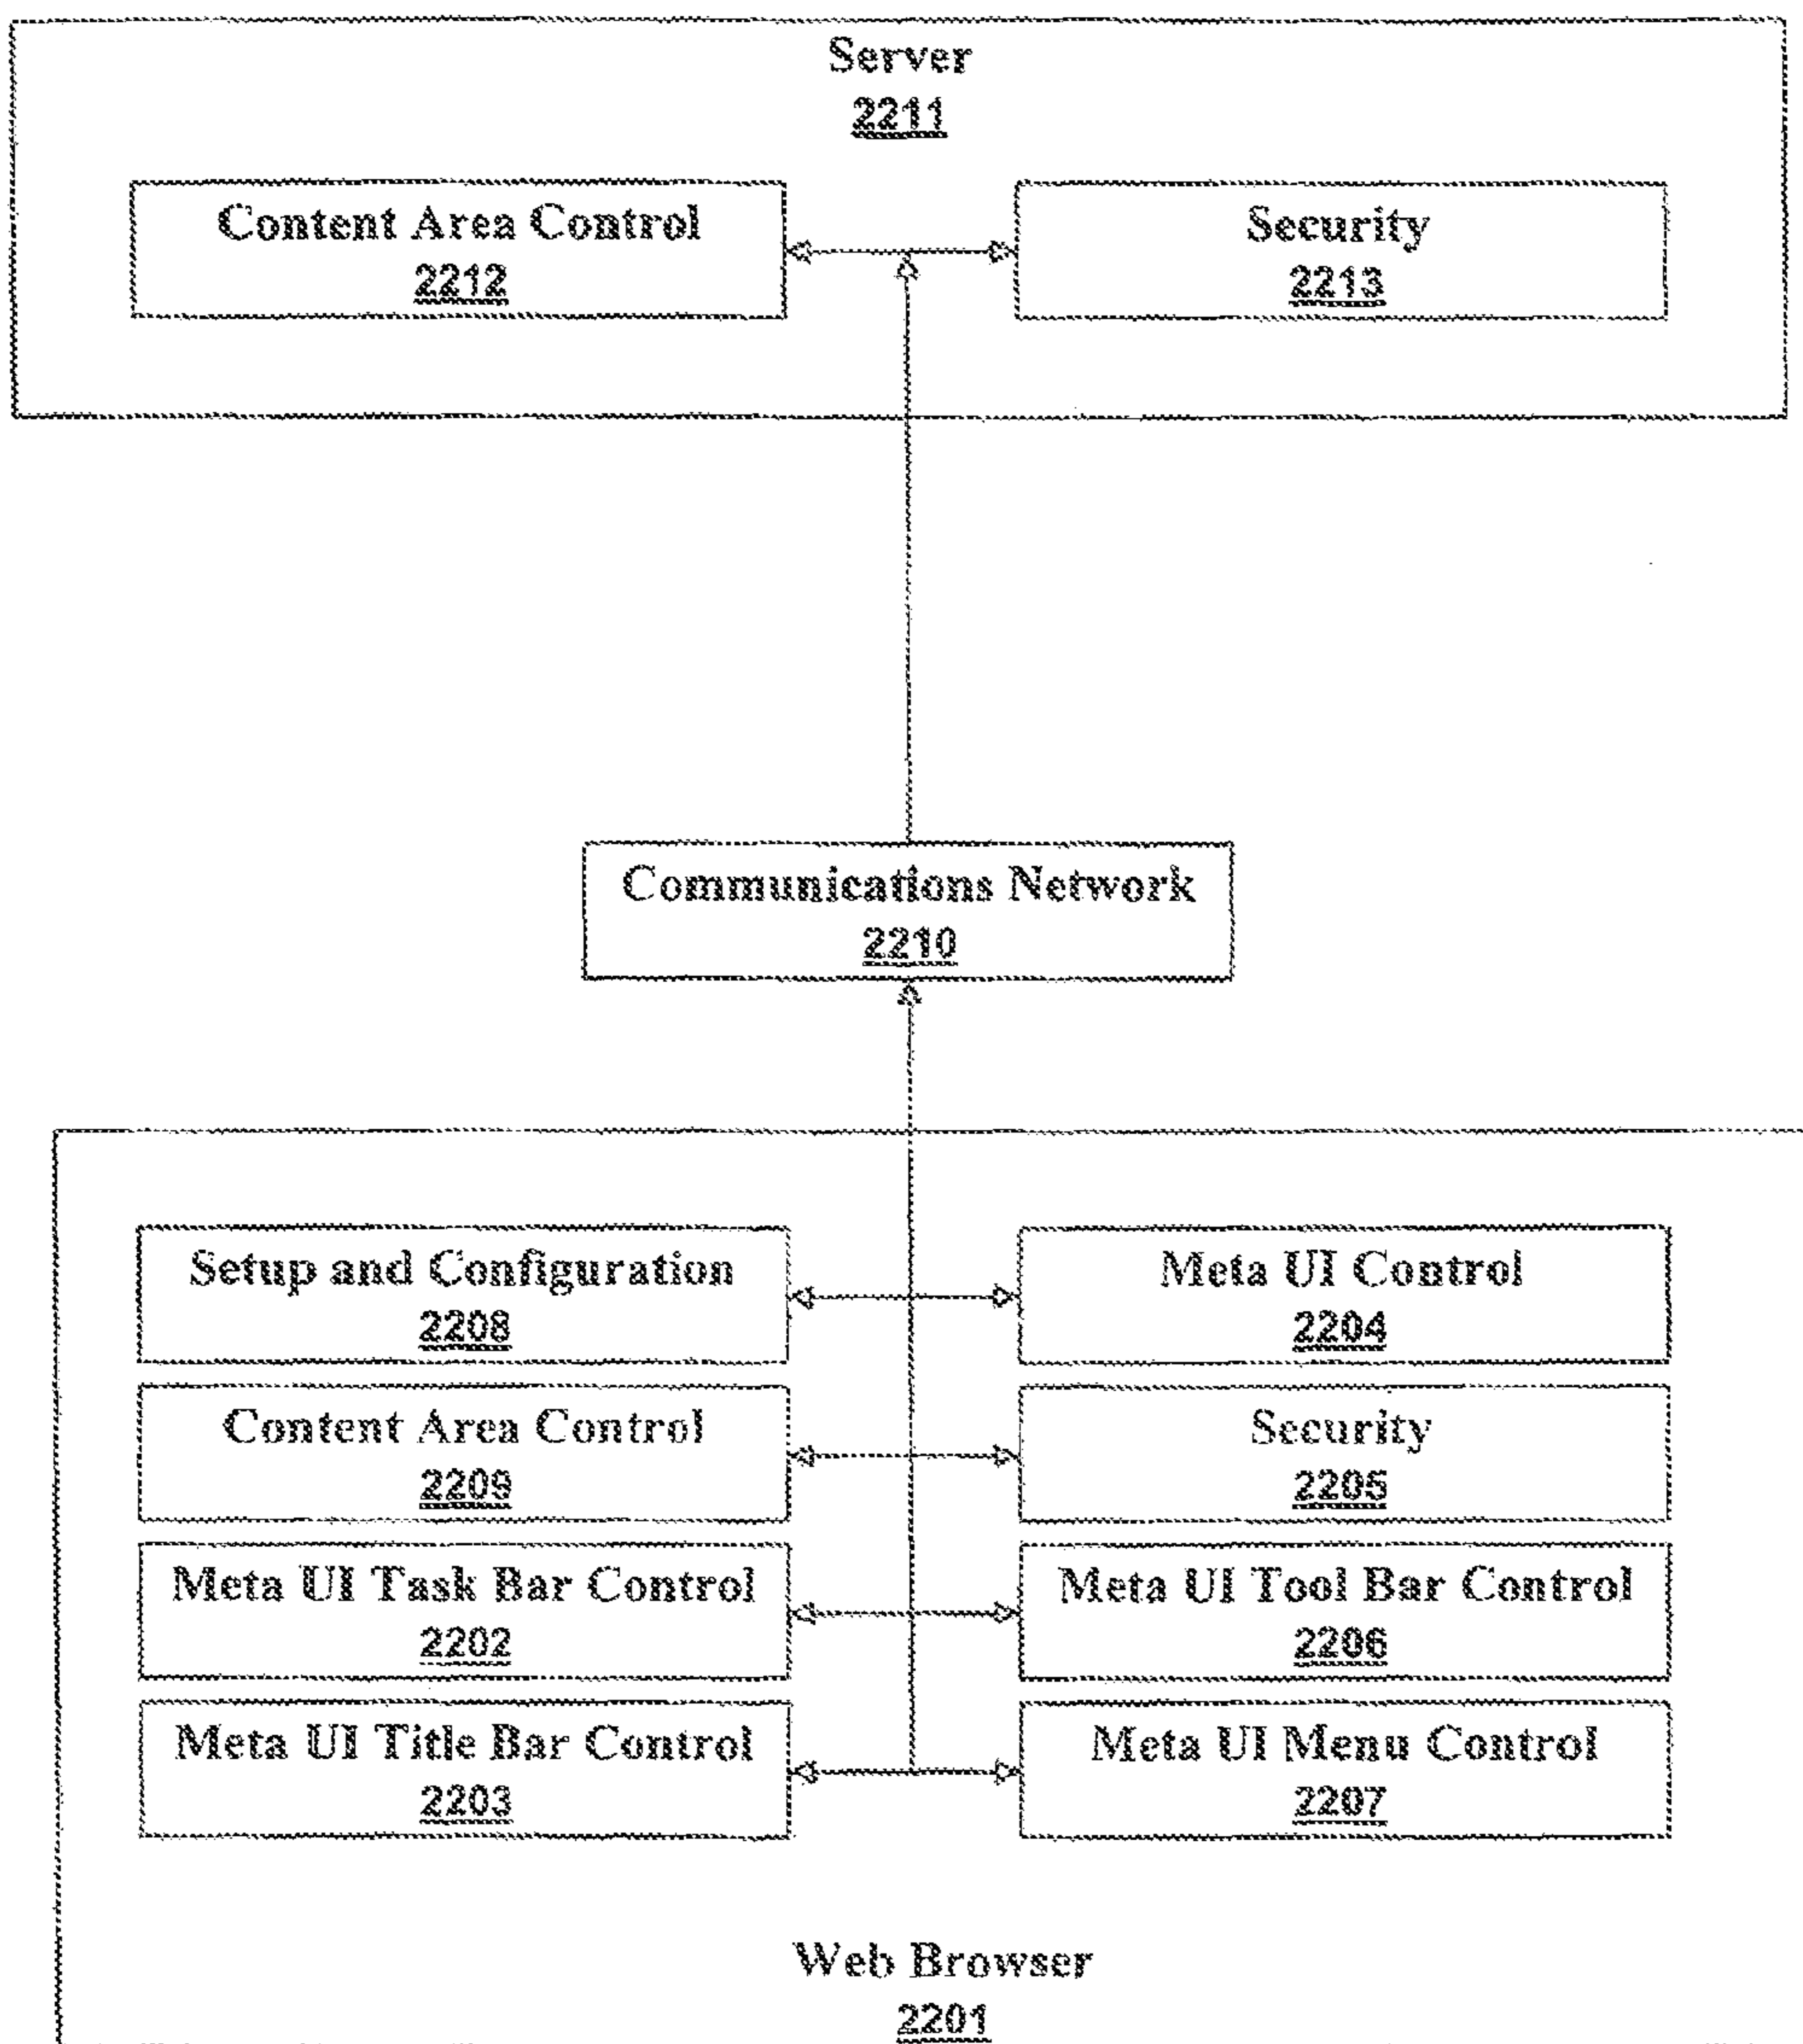 Server
2211
Content Area Control
2212
Security
2213
Communications Network
2210
Setup and Configuration
2208
Meta UI Control
2204
Content Area Control
2209
Security
2205
Meta UI Task Bar Control
2202
Meta UI Tool Bar Control
2206
Meta UI Title Bar Control
2203
Meta UI Menu Control
2207
Web Browser
2201